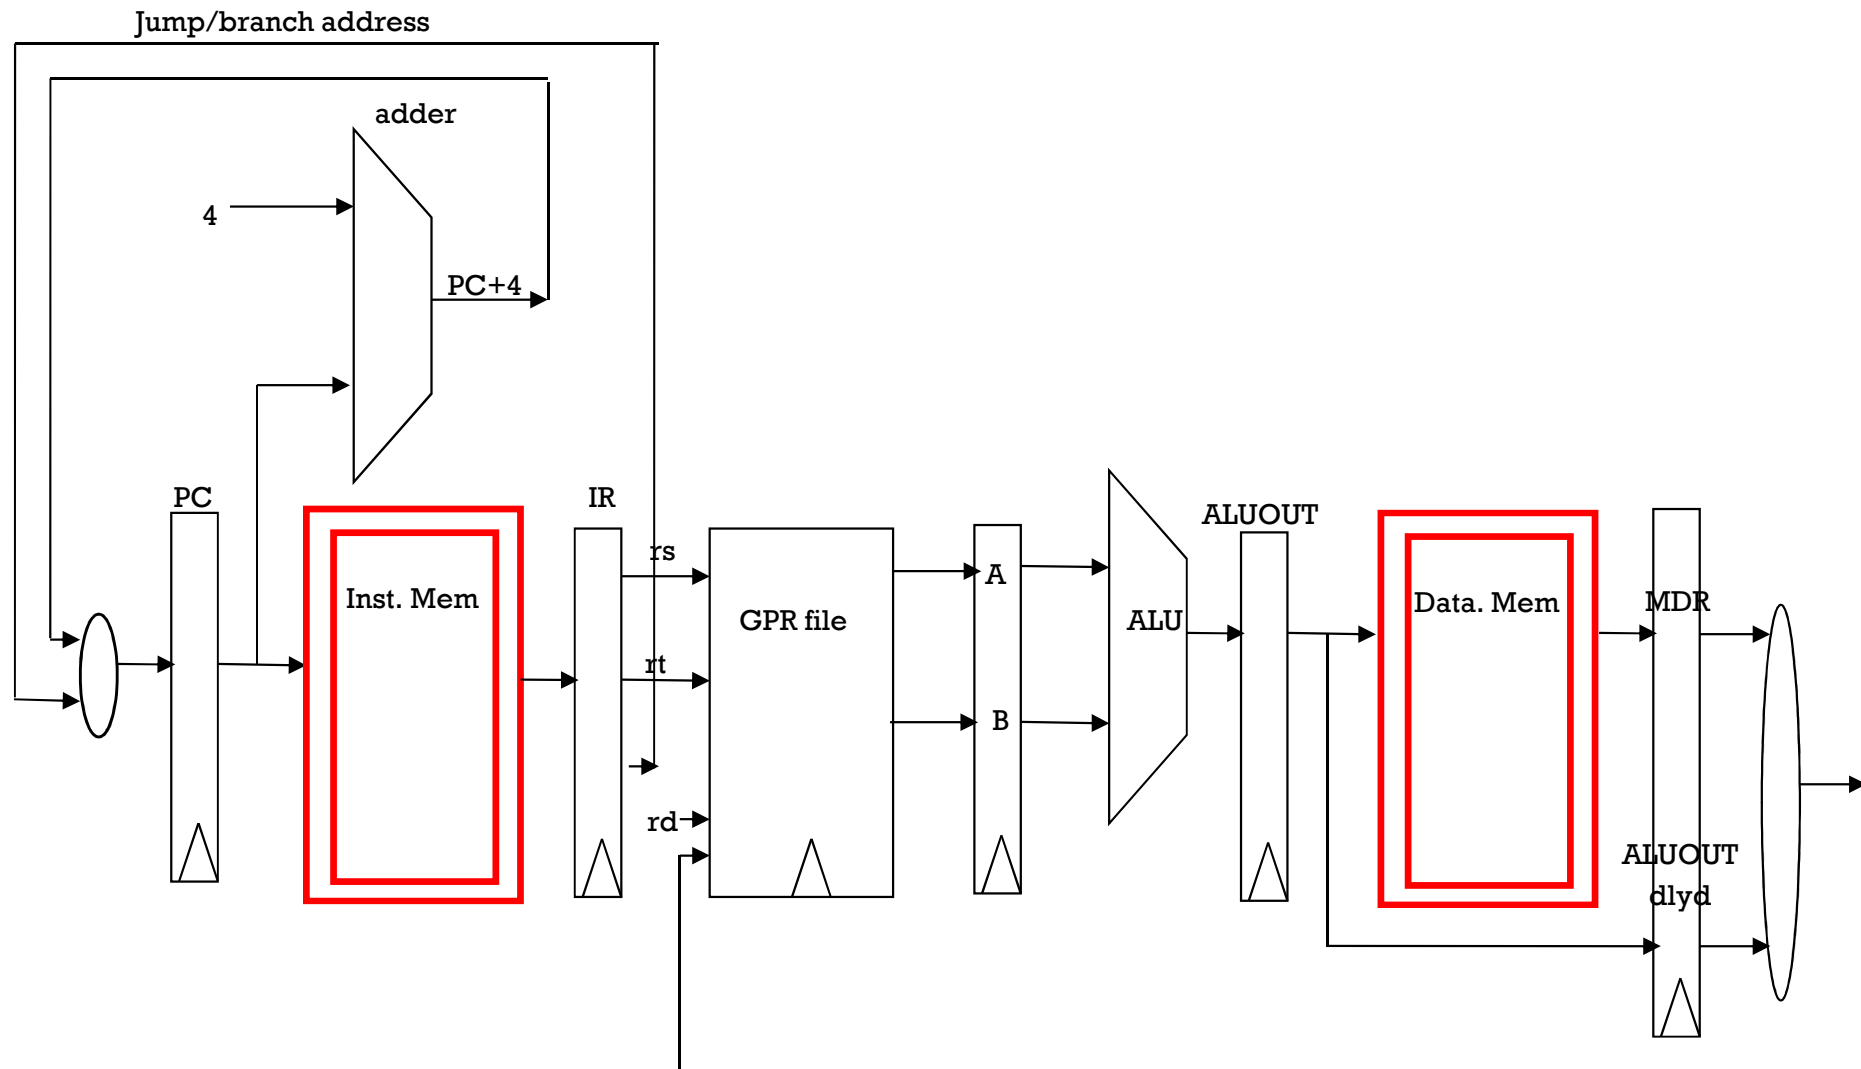 Jump/branch address
adder
4
PC+4
PC
IR
ALUOUT
rs
Inst. Mem
GPR file
A
ALU
Data. Mem
MDR
rt
B
rd
ALUOUT
dlyd